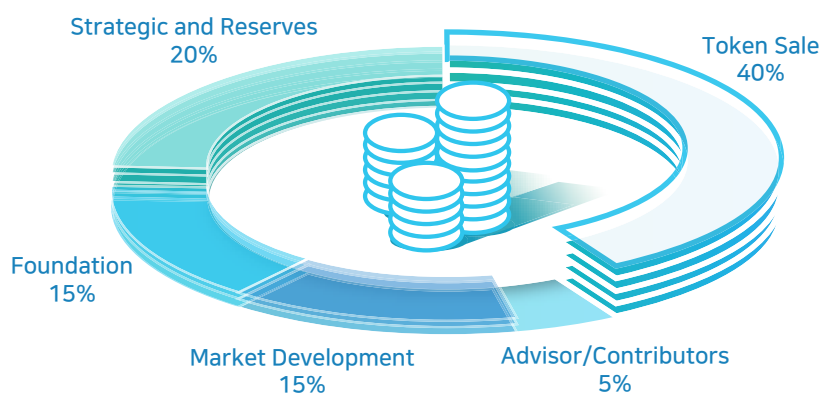 Strategic and Reserves
20%
Token Sale
40%
Foundation
15%
Market Development
15%
Advisor/Contributors
5%